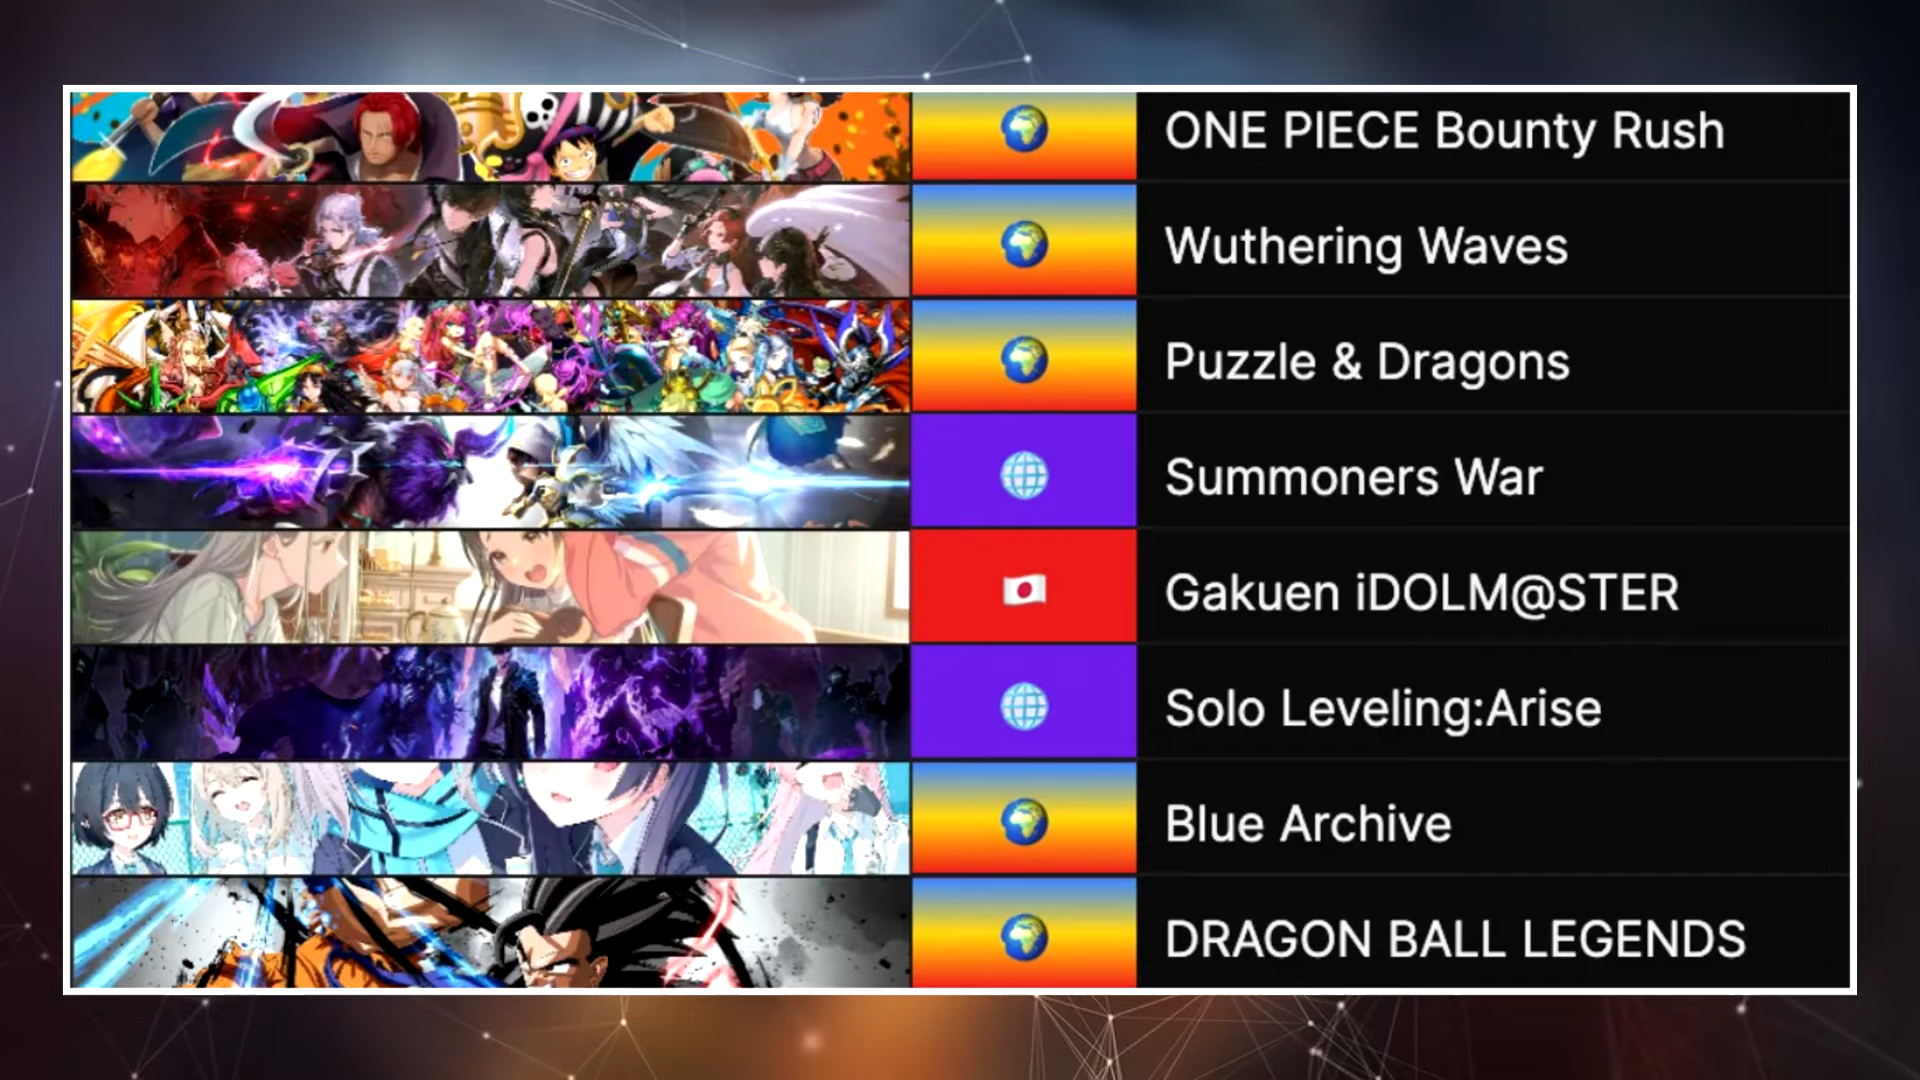 ONE PIECE Bounty Rush
Wuthering Waves
Puzzle & Dragons
Summoners War
Gakuen iDOLM@STER
Solo Leveling:Arise
Blue Archive
DRAGON BALL LEGENDS